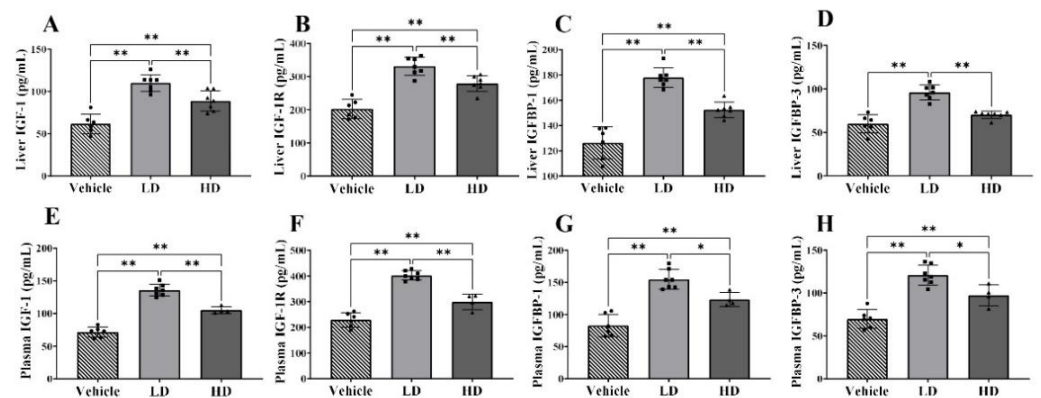 A
Liver IGF-1 (pg/mL)
150
100
50
0
**
**
**
Vehicle
LD
HD
B
Liver IGF-1R (pg/mL)
400
300
200
100
0
**
**
**
Vehicle
LD
HD
C
Liver IGFBP-1 (pg/mL)
200
180
160
140
120
100
**
**
**
Vehicle
LD
HD
D
Liver IGFBP-3 (pg/mL)
150
100
50
0
**
**
Vehicle
LD
HD
E
Plasma IGF-1 (pg/mL)
200
150
100
50
0
**
**
**
Vehicle
LD
HD
F
Plasma IGF-1R (pg/mL)
600
400
200
0
**
**
**
Vehicle
LD
HD
G
Plasma IGFBP-1 (pg/mL)
200
150
100
50
0
**
**
*
Vehicle
LD
HD
H
Plasma IGFBP-3 (pg/mL)
150
100
50
0
**
**
*
Vehicle
LD
HD